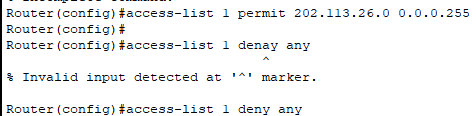 Router(config)#access-list 1 permit 202.113.26.0 0.0.0.255
Router(config)#
Router(config)#access-list 1 denay any
^
% Invalid input detected at '^' marker.
Router(config)#access-list 1 deny any